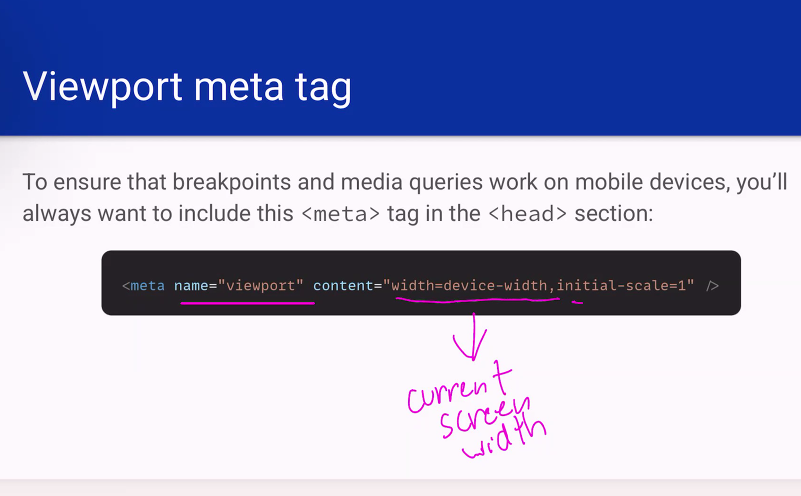 Viewport meta tag
To ensure that breakpoints and media queries work on mobile devices, you’ll
always want to include this <meta> tag in the <head> section:
<meta name="viewport" content="width=device-width,initial-scale=1" />
current
screen
width